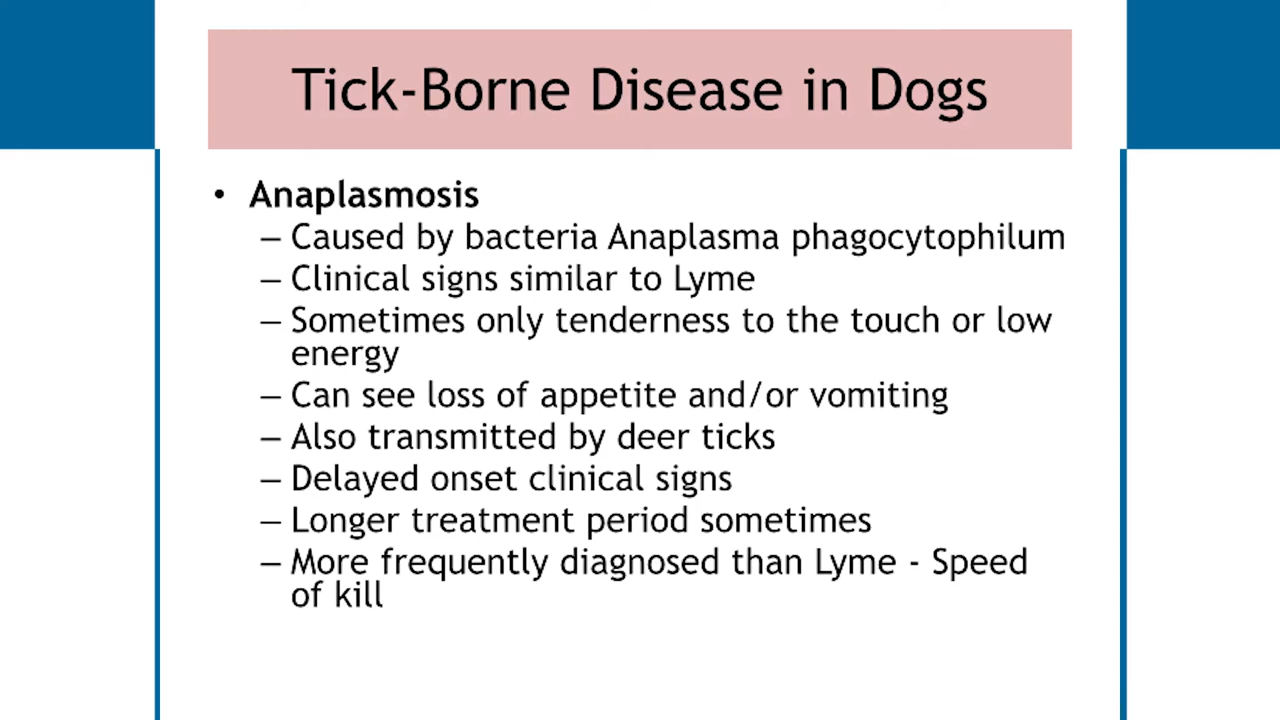 Tick-Borne Disease in Dogs
• Anaplasmosis
– Caused by bacteria Anaplasma phagocytophilum
– Clinical signs similar to Lyme
– Sometimes only tenderness to the touch or low
energy
– Can see loss of appetite and/or vomiting
– Also transmitted by deer ticks
– Delayed onset clinical signs
– Longer treatment period sometimes
– More frequently diagnosed than Lyme - Speed
of kill